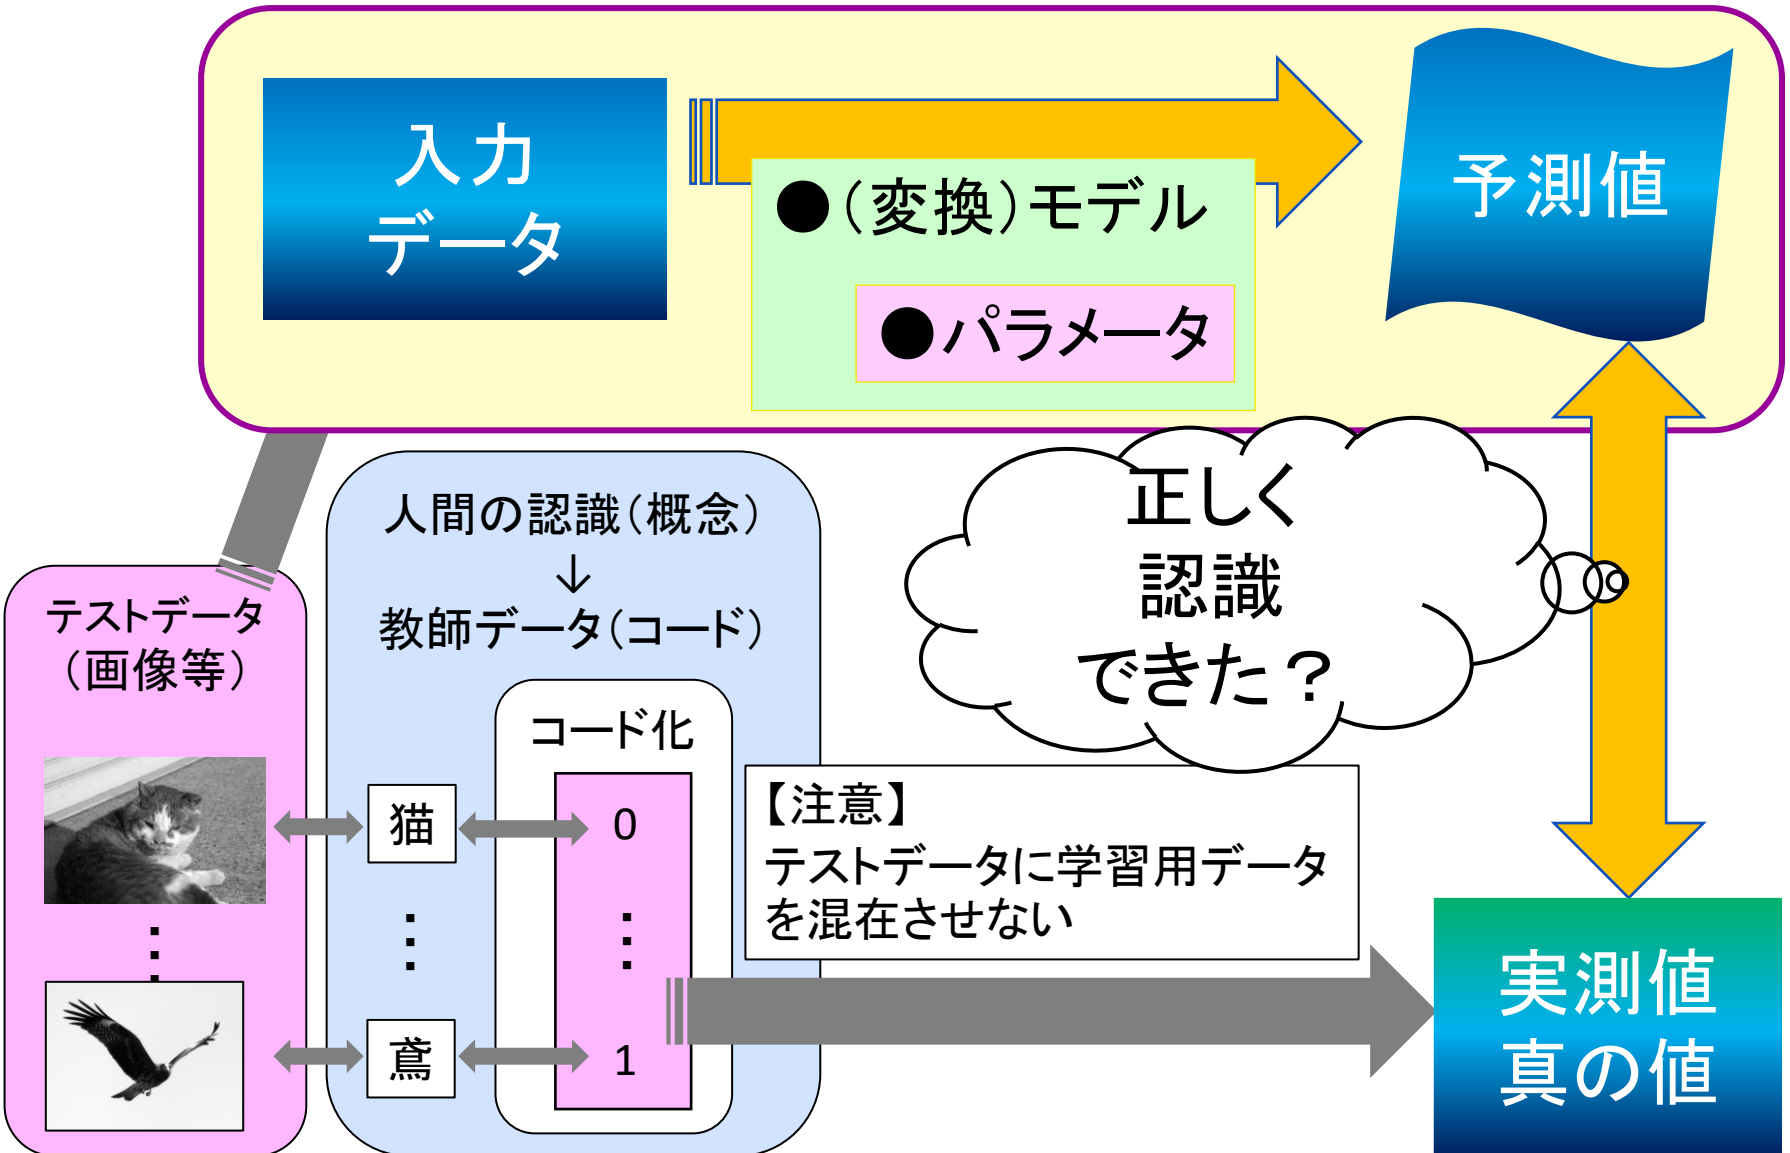 入力
データ
●（変換）モデル
●パラメータ
予測値
人間の認識（概念）
↓
教師データ（コード）
テストデータ
（画像等）
コード化
猫
0
鳶
1
正しく
認識
できた？
【注意】
テストデータに学習用データ
を混在させない
実測値
真の値